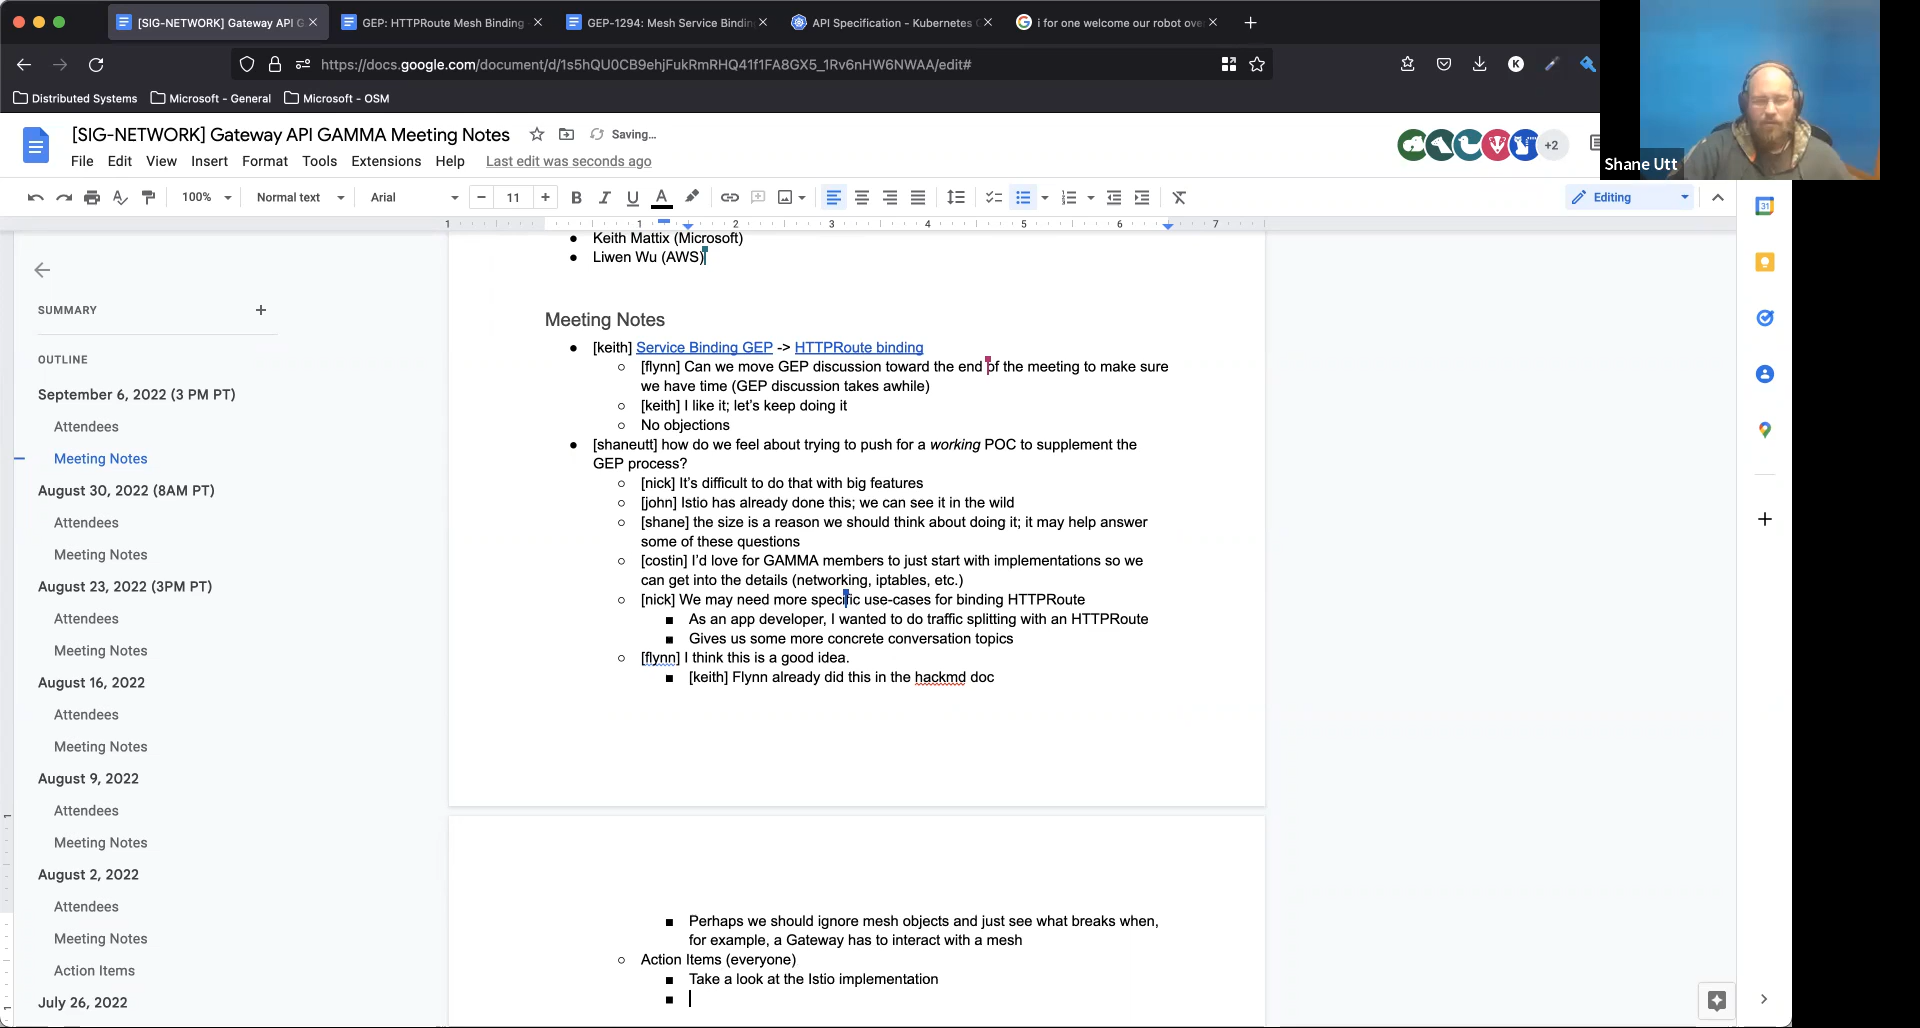 [SIG-NETWORK] Gateway API G
GEP: HTTPRoute Mesh Binding
GEP-1294: Mesh Service Bindin
API Specification - Kubernetes
i for one welcome our robot ove
https://docs.google.com/document/d/1s5hQU0CB9ehjFukRmRHQ41f1FA8GX5_1Rv6nHW6NWAA/edit#
Distributed Systems
Microsoft - General
Microsoft - OSM
[SIG-NETWORK] Gateway API GAMMA Meeting Notes
Saving...
File Edit View Insert Format Tools Extensions Help Last edit was seconds ago
+2
Shane Utt
100% Normal text Arial 11
Editing
1 1 2 3 4 5 6 7
SUMMARY
OUTLINE
September 6, 2022 (3 PM PT)
Attendees
Meeting Notes
August 30, 2022 (8AM PT)
Attendees
Meeting Notes
August 23, 2022 (3PM PT)
Attendees
Meeting Notes
August 16, 2022
Attendees
Meeting Notes
August 9, 2022
Attendees
Meeting Notes
August 2, 2022
Attendees
Meeting Notes
Action Items
July 26, 2022
● Keith Mattix (Microsoft)
● Liwen Wu (AWS)
Meeting Notes
● [keith] Service Binding GEP -> HTTPRoute binding
○ [flynn] Can we move GEP discussion toward the end of the meeting to make sure
we have time (GEP discussion takes awhile)
○ [keith] I like it; let's keep doing it
○ No objections
● [shaneutt] how do we feel about trying to push for a working POC to supplement the
GEP process?
○ [nick] It's difficult to do that with big features
○ [john] Istio has already done this; we can see it in the wild
○ [shane] the size is a reason we should think about doing it; it may help answer
some of these questions
○ [costin] I'd love for GAMMA members to just start with implementations so we
can get into the details (networking, iptables, etc.)
○ [nick] We may need more specific use-cases for binding HTTPRoute
■ As an app developer, I wanted to do traffic splitting with an HTTPRoute
■ Gives us some more concrete conversation topics
○ [flynn] I think this is a good idea.
■ [keith] Flynn already did this in the hackmd doc
■ Perhaps we should ignore mesh objects and just see what breaks when,
for example, a Gateway has to interact with a mesh
○ Action Items (everyone)
■ Take a look at the Istio implementation
■